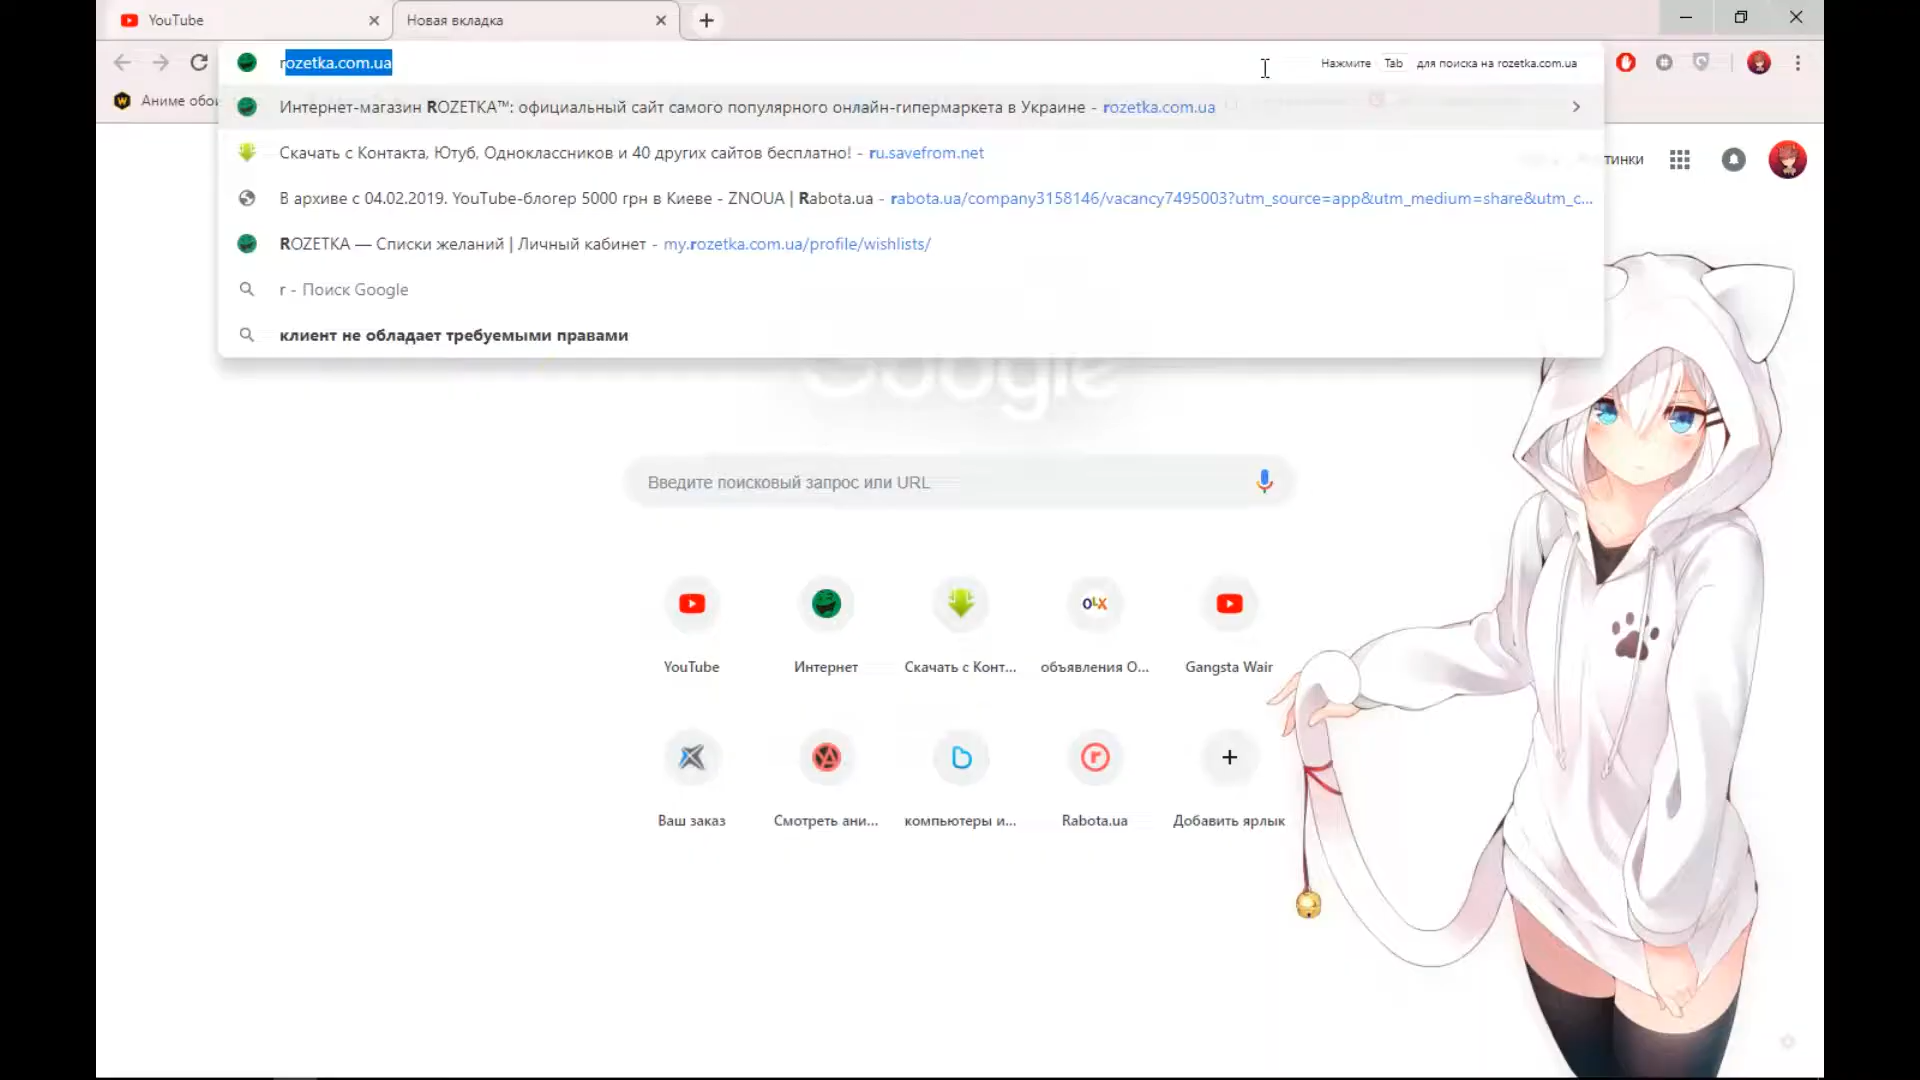 YouTube
Новая вкладка
rozetka.com.ua
Нажмите Tab для поиска на rozetka.com.ua
Аниме обои
Интернет-магазин ROZETKA™: официальный сайт самого популярного онлайн-гипермаркета в Украине - rozetka.com.ua
Скачать с Контакта, Ютуб, Одноклассников и 40 других сайтов бесплатно! - ru.savefrom.net
тинки
В архиве с 04.02.2019. YouTube-блогер 5000 грн в Киеве - ZNOUA | Rabota.ua - rabota.ua/company3158146/vacancy7495003?utm_source=app&utm_medium=share&utm_c...
ROZETKA — Списки желаний | Личный кабинет - my.rozetka.com.ua/profile/wishlists/
r - Поиск Google
клиент не обладает требуемыми правами
Google
Введите поисковый запрос или URL
OLX
YouTube
Интернет
Скачать с Конт...
объявления О...
Gangsta Wair
Ваш заказ
Смотреть ани...
компьютеры и...
Rabota.ua
Добавить ярлык